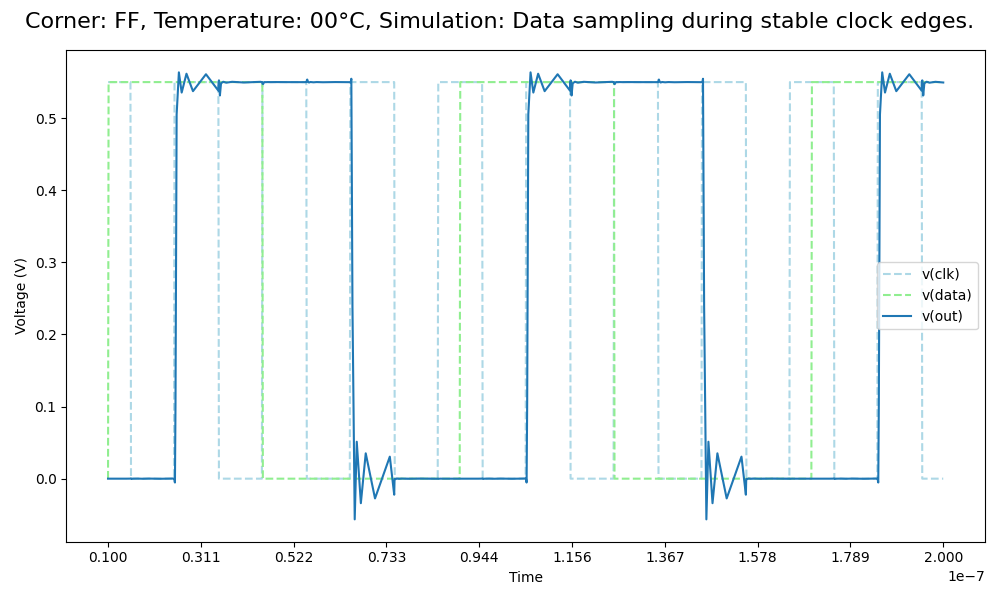 Corner: FF, Temperature: 00°C, Simulation: Data sampling during stable clock edges.
Voltage (V)
0.5
0.4
0.3
0.2
0.1
0.0
v(clk)
v(data)
v(out)
0.100 0.311 0.522 0.733 0.944 1.156 1.367 1.578 1.789 2.000
Time
1e−7